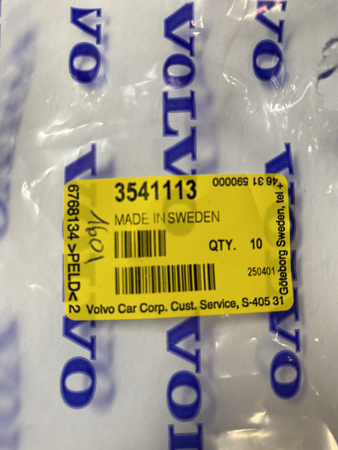 VOLVO
VOLVO
VOLVO
3541113
MADE IN SWEDEN
QTY. 10
250401
Volvo Car Corp. Cust. Service, S-405 31
Göteborg Sweden, tel +
46 31 590000
6768134 >PELD< 2
1601